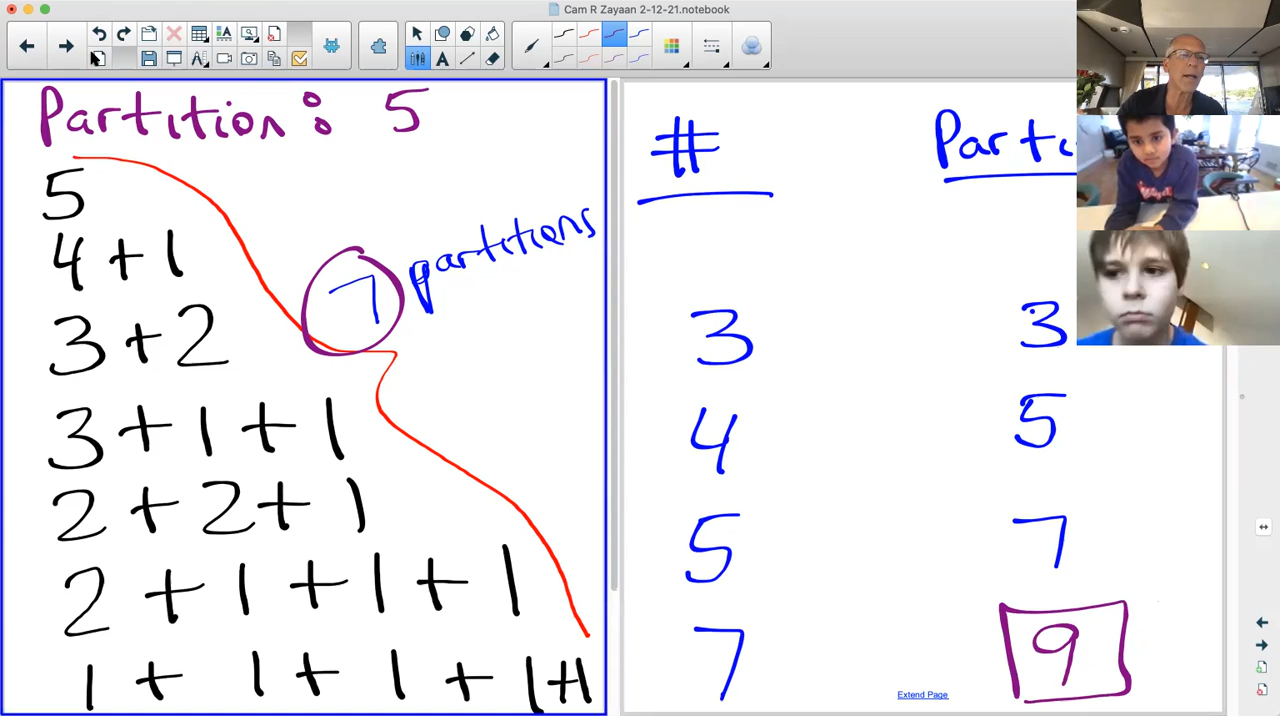 Cam R Zayaan 2-12-21.notebook
Partition: 5
5
4 + 1
3 + 2
3 + 1 + 1
2 + 2 + 1
2 + 1 + 1 + 1
1 + 1 + 1 + 1 + 1
7 partitions
# Parti
3 3
4 5
5 7
7 9
Extend Page